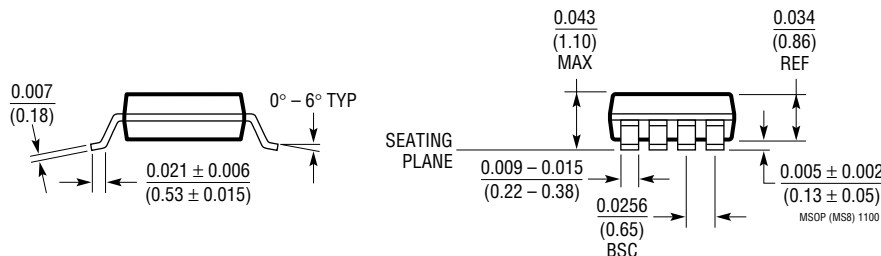 0.007
(0.18)
0.021 ± 0.006
(0.53 ± 0.015)
0° – 6° TYP
SEATING
PLANE
0.043
(1.10)
MAX
0.009 – 0.015
(0.22 – 0.38)
0.0256
(0.65)
BSC
0.034
(0.86)
REF
0.005 ± 0.002
(0.13 ± 0.05)
MSOP (MS8) 1100